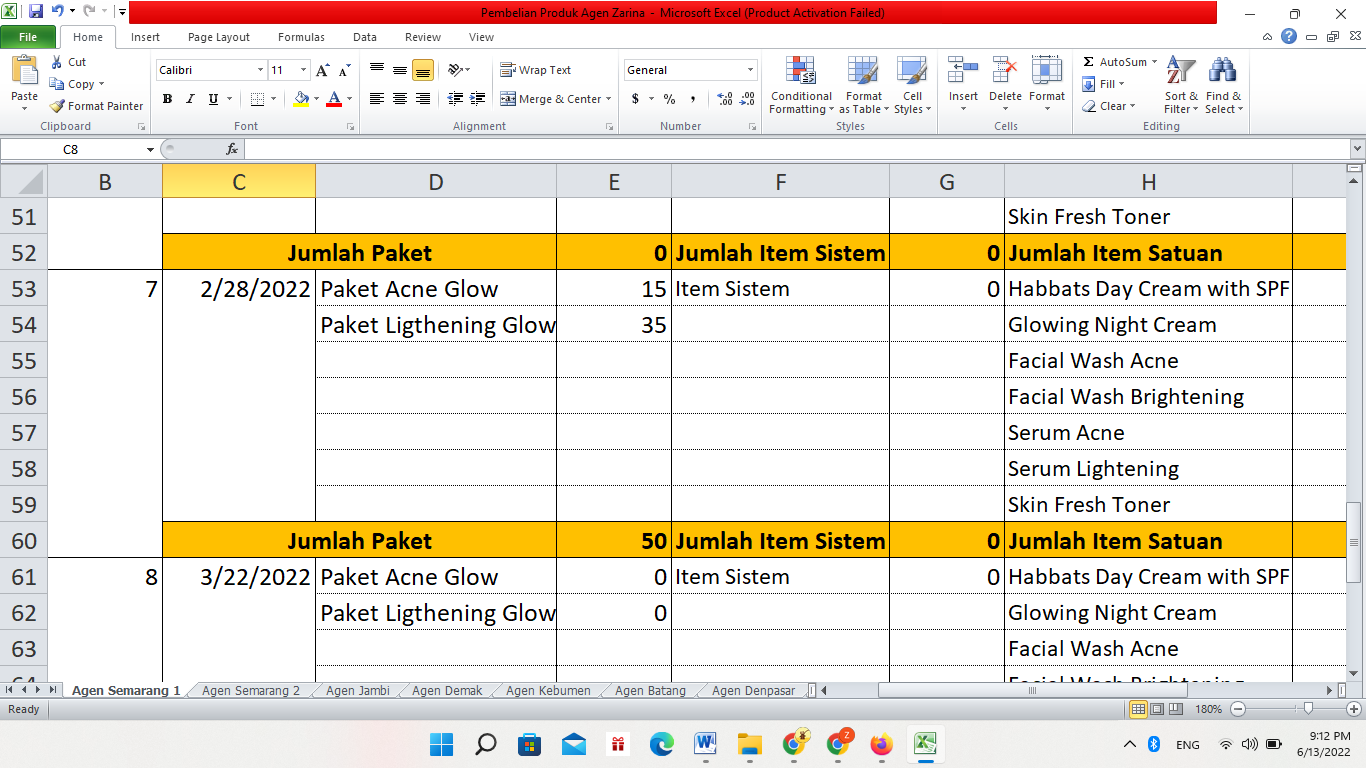 Pembelian Produk Agen Zarina - Microsoft Excel (Product Activation Failed)
File Home Insert Page Layout Formulas Data Review View
Paste Cut Copy Format Painter Clipboard
Calibri 11 B I U Font
Wrap Text Merge & Center Alignment
General $ % , Number
Conditional Formatting Format as Table Cell Styles Styles
Insert Delete Format Cells
AutoSum Fill Clear Sort & Filter Find & Select Editing
C8 fx
B C D E F G H
51 Skin Fresh Toner
52 Jumlah Paket 0 Jumlah Item Sistem 0 Jumlah Item Satuan
53 7 2/28/2022 Paket Acne Glow 15 Item Sistem 0 Habbats Day Cream with SPF
54 Paket Ligthening Glow 35 Glowing Night Cream
55 Facial Wash Acne
56 Facial Wash Brightening
57 Serum Acne
58 Serum Lightening
59 Skin Fresh Toner
60 Jumlah Paket 50 Jumlah Item Sistem 0 Jumlah Item Satuan
61 8 3/22/2022 Paket Acne Glow 0 Item Sistem 0 Habbats Day Cream with SPF
62 Paket Ligthening Glow 0 Glowing Night Cream
63 Facial Wash Acne
Agen Semarang 1 Agen Semarang 2 Agen Jambi Agen Demak Agen Kebumen Agen Batang Agen Denpasar
Ready 180%
ENG 9:12 PM
6/13/2022